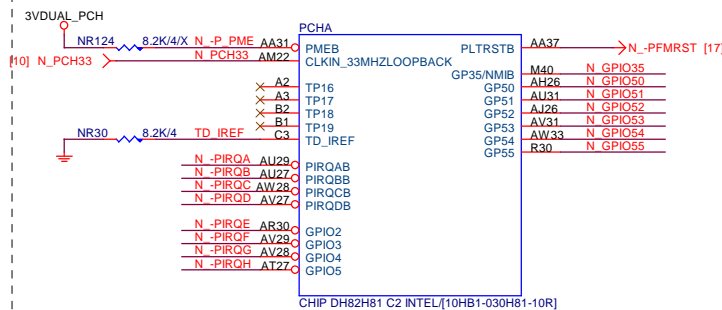 3VDUAL_PCH
PCHA
NR124 8.2K/4/X N_-P_PME AA31 PMEB PLTRSTB AA37 N_-PFMRST [17]
[10] N_PCH33 N_PCH33 AM22 CLKIN_33MHZLOOPBACK
GP35/NMIB M40 N_GPIO35
A2 TP16 GP50 AH26 N_GPIO50
A3 TP17 GP51 AU31 N_GPIO51
B2 TP18 GP52 AJ26 N_GPIO52
B1 TP19 GP53 AV31 N_GPIO53
NR30 8.2K/4 TD_IREF C3 TD_IREF GP54 AW33 N_GPIO54
GP55 R30 N_GPIO55
N_-PIRQA AU29 PIRQAB
N_-PIRQB AU27 PIRQBB
N_-PIRQC AW28 PIRQCB
N_-PIRQD AV27 PIRQDB
N_-PIRQE AR30 GPIO2
N_-PIRQF AV29 GPIO3
N_-PIRQG AV28 GPIO4
N_-PIRQH AT27 GPIO5
CHIP DH82H81 C2 INTEL/[10HB1-030H81-10R]